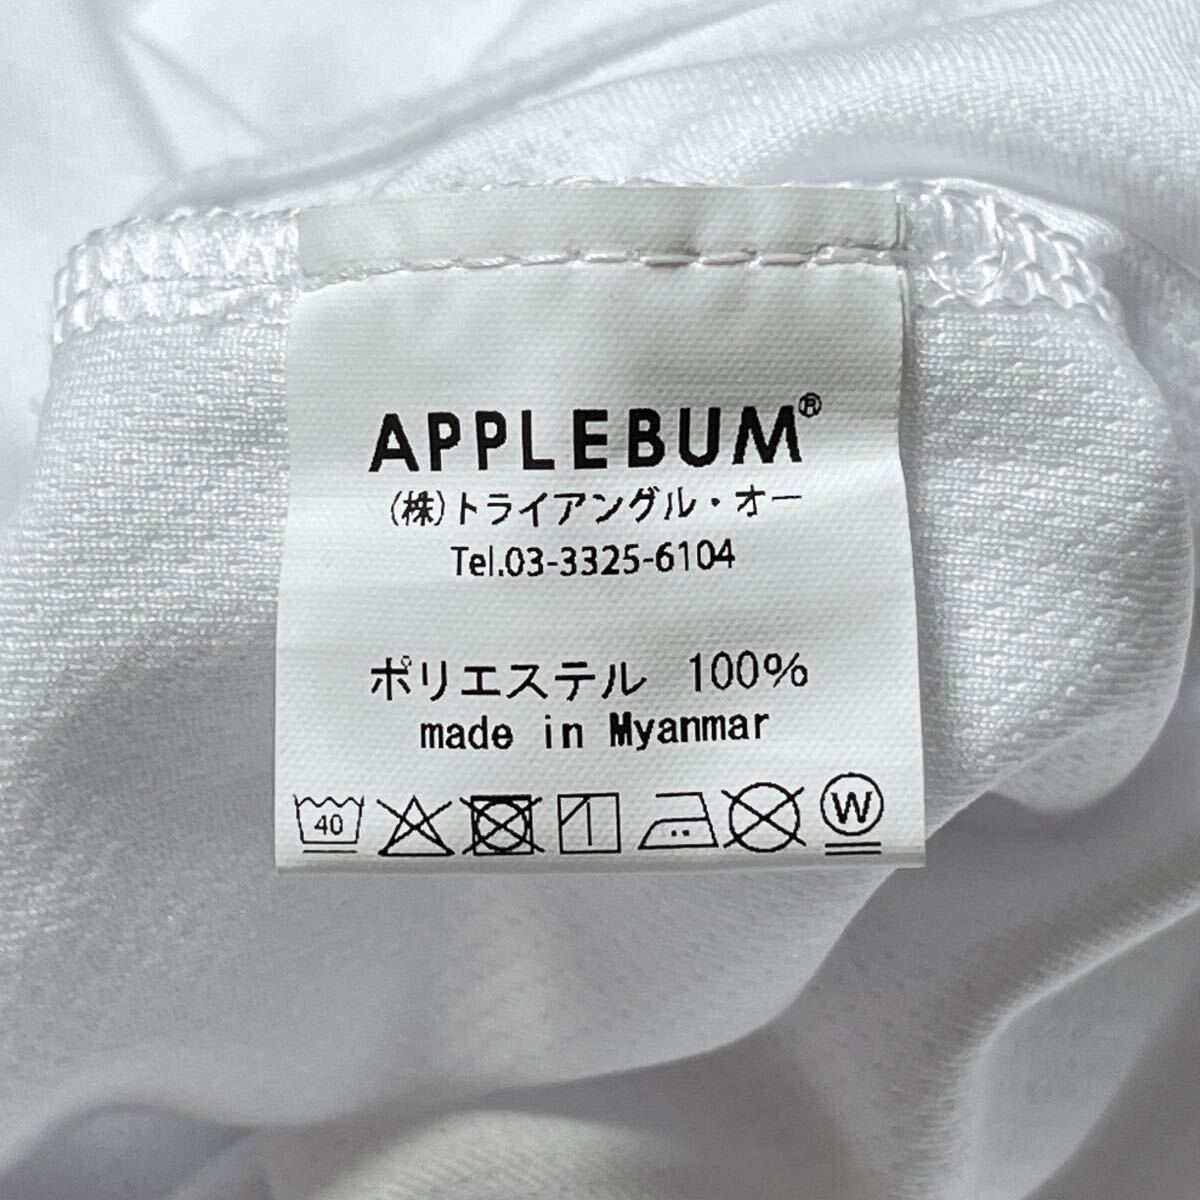 APPLEBUM®
(株)トライアングル・オー
Tel.03-3325-6104
ポリエステル 100%
made in Myanmar
40 W